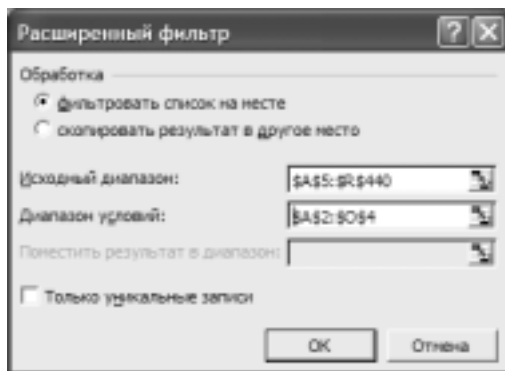 Расширенный фильтр
Обработка
фильтровать список на месте
скопировать результат в другое место
Исходный диапазон: $A$5:$R$440
Диапазон условий: $A$2:$O$4
Поместить результат в диапазон:
Только уникальные записи
ОК Отмена